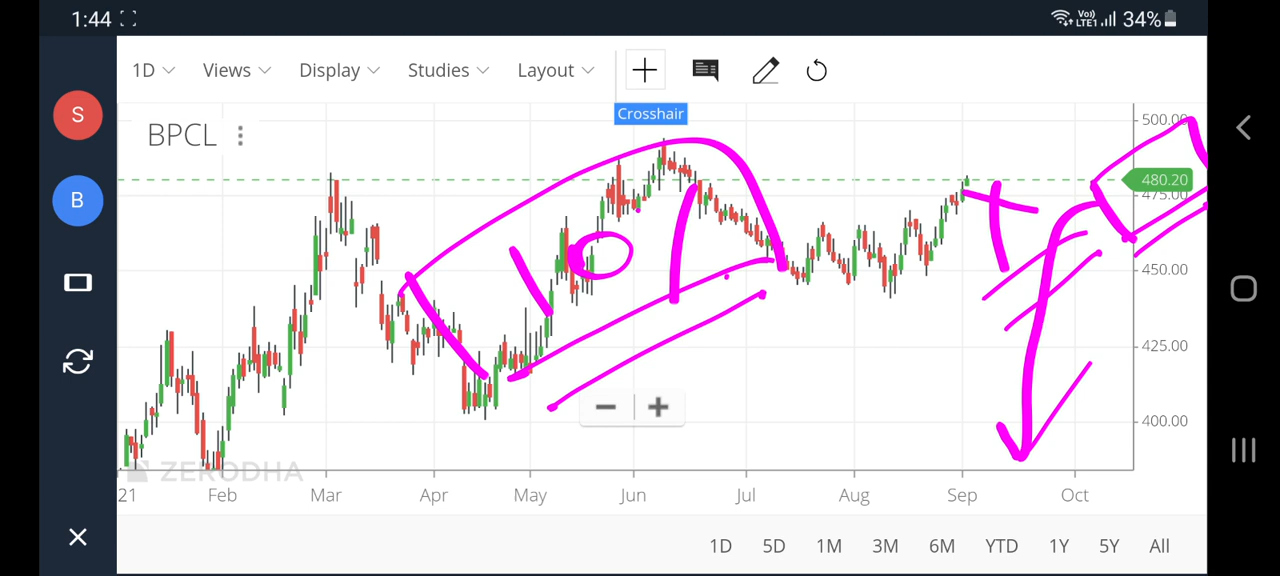 1:44 Vo) LTE1 34%
1D Views Display Studies Layout
S
Crosshair
BPCL
500.00
B
480.20
475.00
450.00
425.00
400.00
ZERODHA
21 Feb Mar Apr May Jun Jul Aug Sep Oct
1D 5D 1M 3M 6M YTD 1Y 5Y All